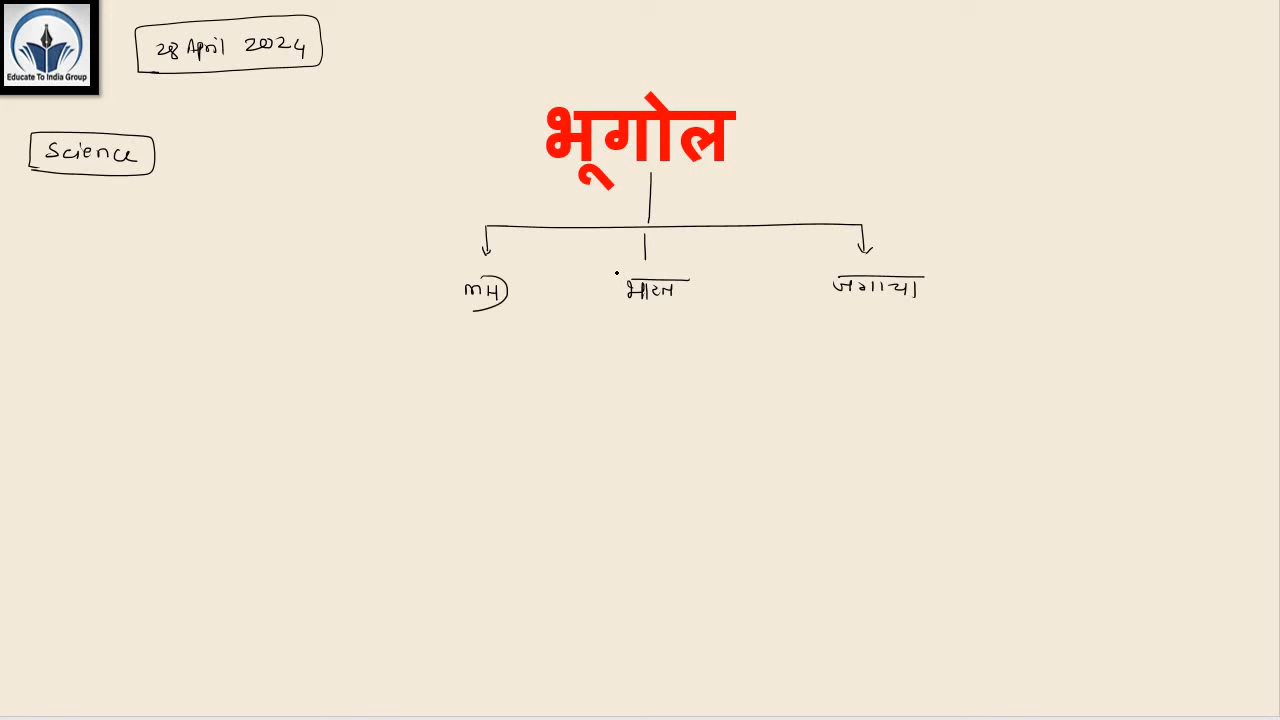 Educate To India Group
28 April 2024
भूगोल
Science
MH
भारत
जगाचा